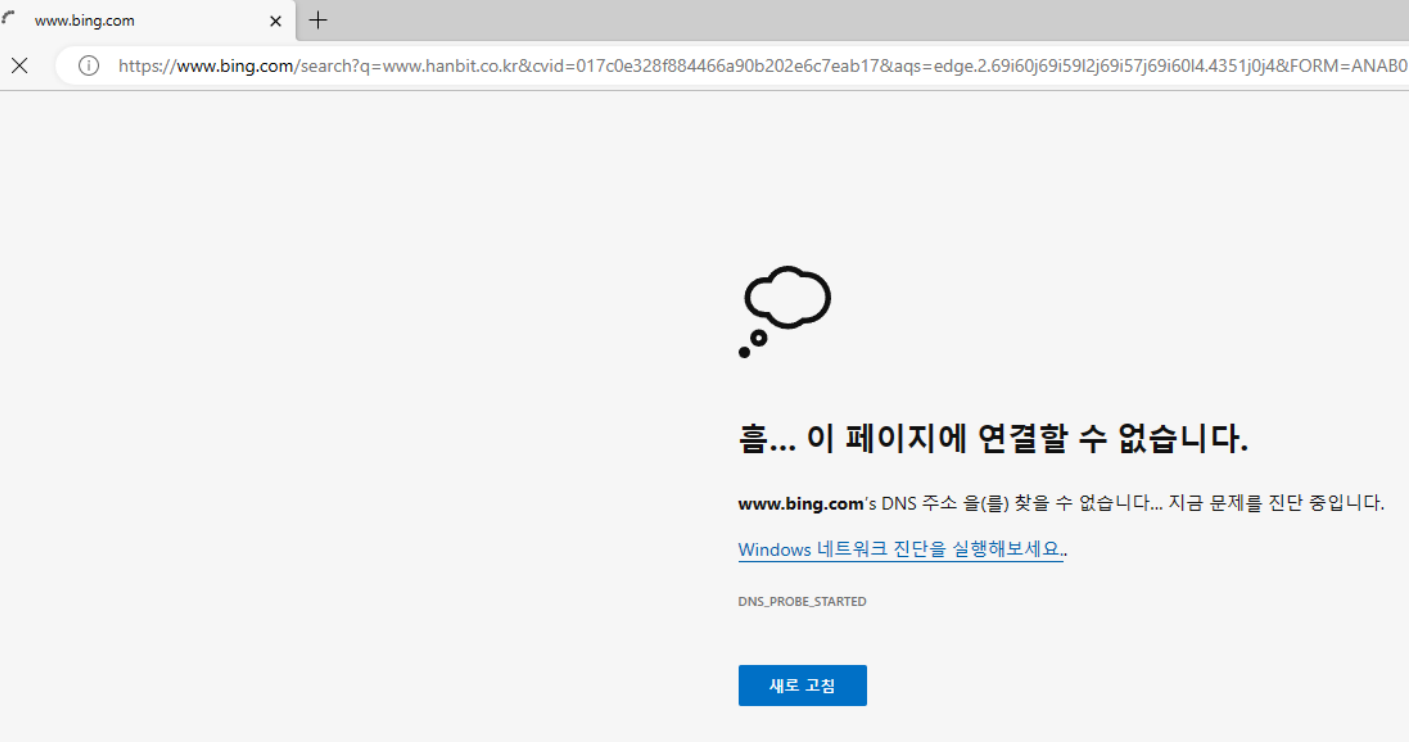 www.bing.com
https://www.bing.com/search?q=www.hanbit.co.kr&cvid=017c0e328f884466a90b202e6c7eab17&aqs=edge.2.69i60j69i59l2j69i57j69i60l4.4351j0j4&FORM=ANAB0
흠... 이 페이지에 연결할 수 없습니다.
www.bing.com's DNS 주소 을(를) 찾을 수 없습니다... 지금 문제를 진단 중입니다.
Windows 네트워크 진단을 실행해보세요..
DNS_PROBE_STARTED
새로 고침